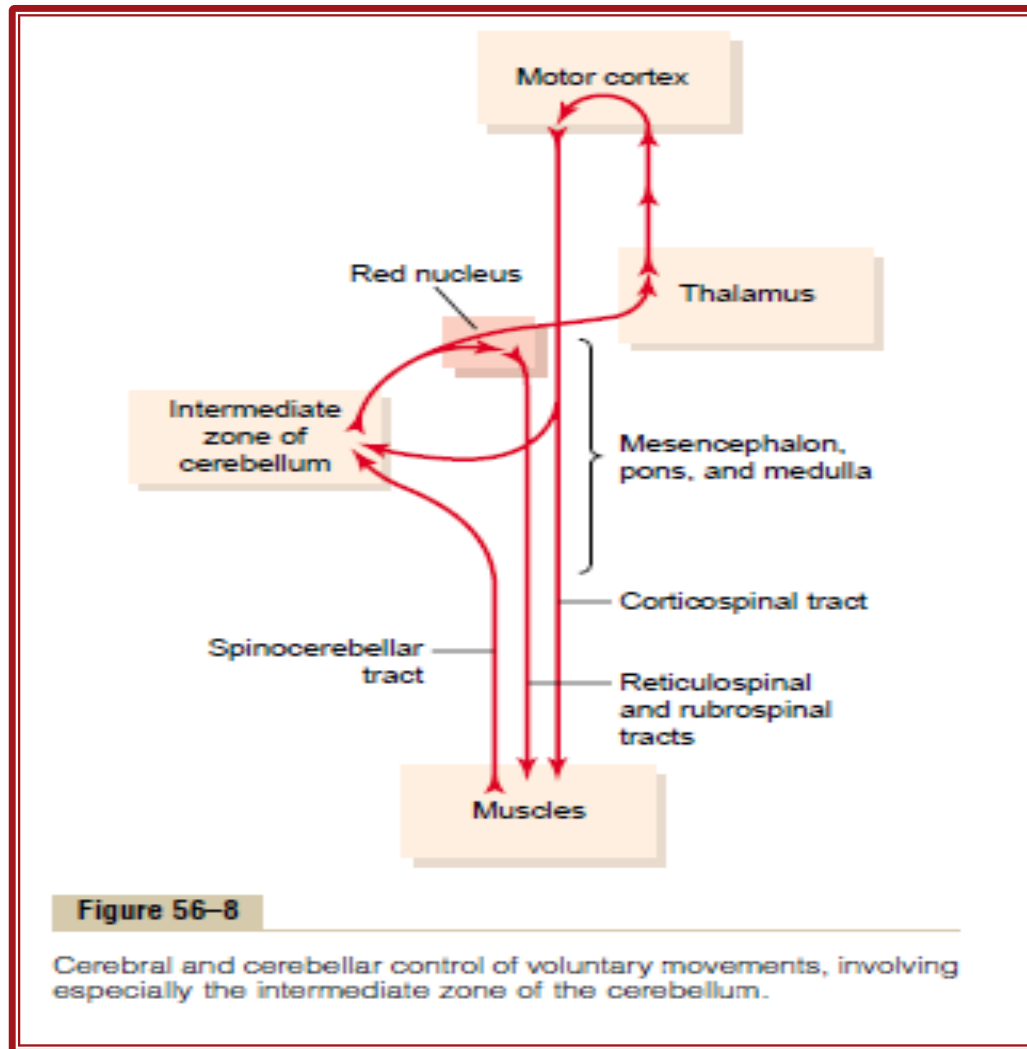 Motor cortex
Red nucleus
Thalamus
Intermediate
zone of
cerebellum
Mesencephalon,
pons, and medulla
Corticospinal tract
Spinocerebellar
tract
Reticulospinal
and rubrospinal
tracts
Muscles
Figure 56–8
Cerebral and cerebellar control of voluntary movements, involving
especially the intermediate zone of the cerebellum.